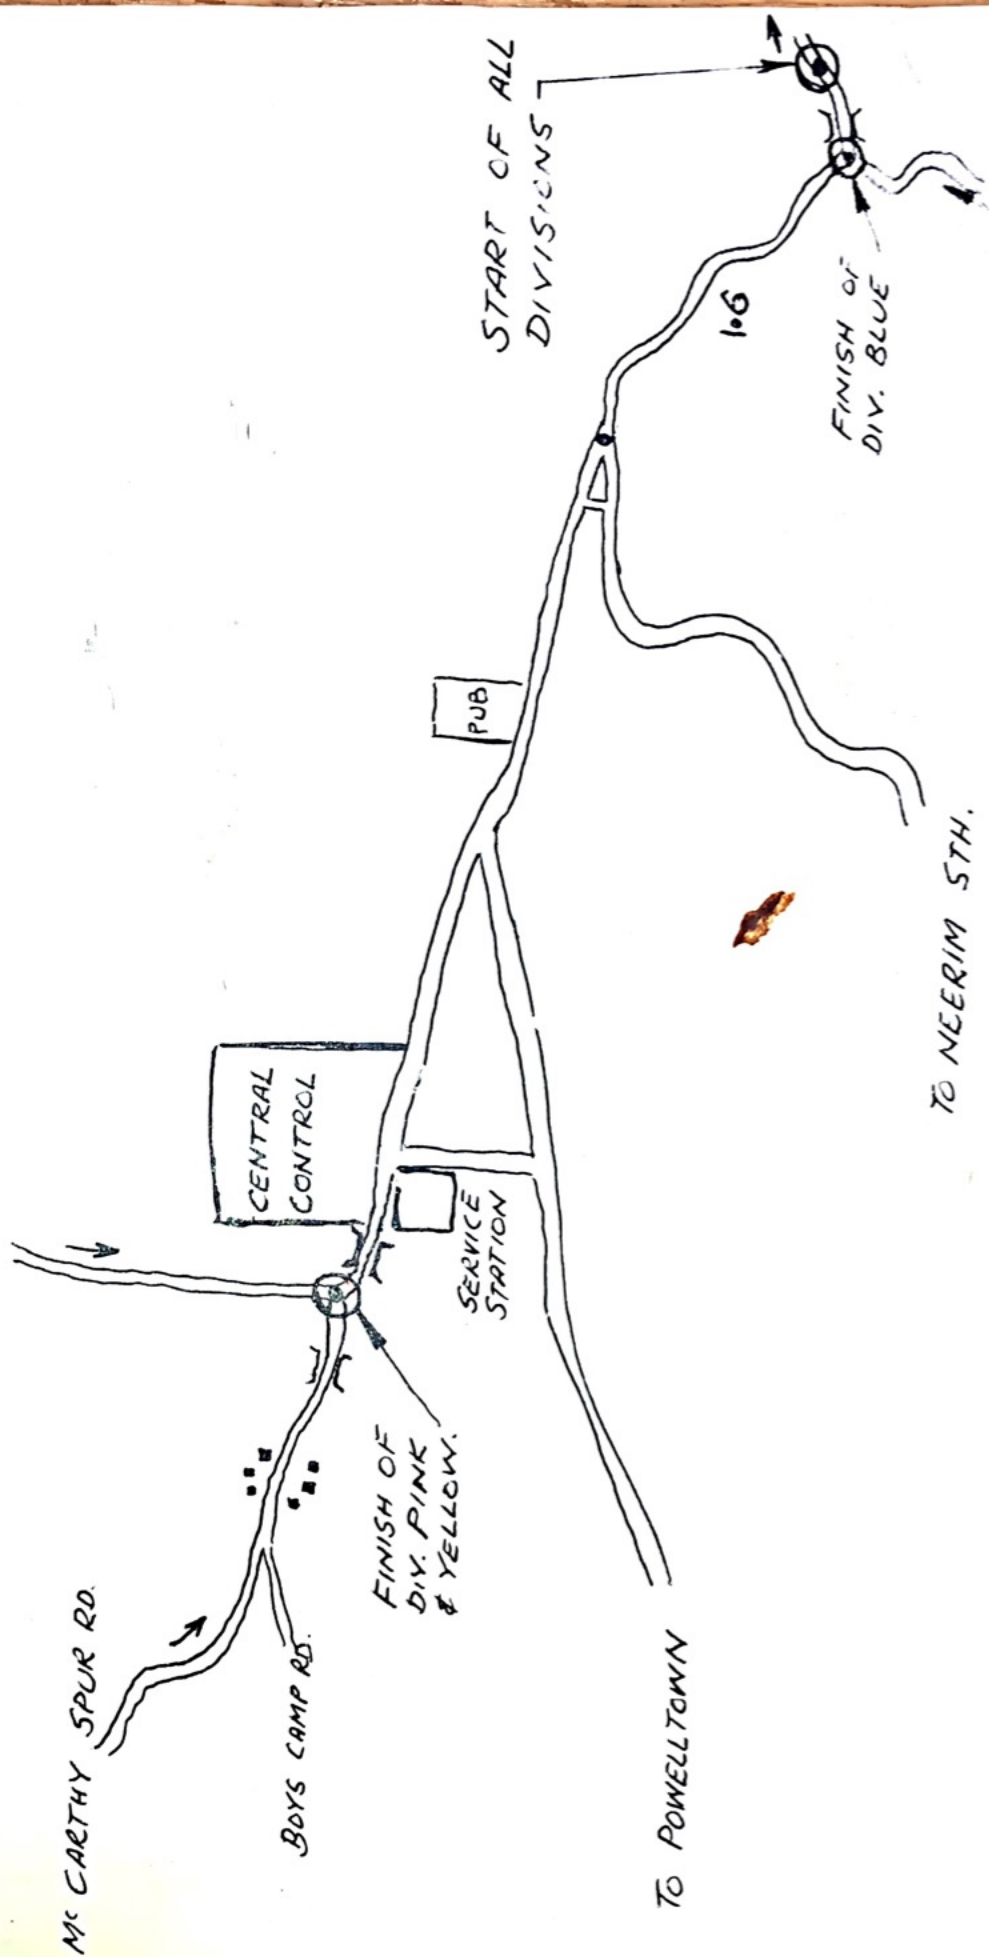 START OF ALL
DIVISIONS
1.6
FINISH OF
DIV. BLUE
PUB
TO NEERIM STH.
CENTRAL
CONTROL
SERVICE
STATION
FINISH OF
DIV. PINK
& YELLOW.
Mc CARTHY SPUR RD.
BOYS CAMP RD.
TO POWELLTOWN